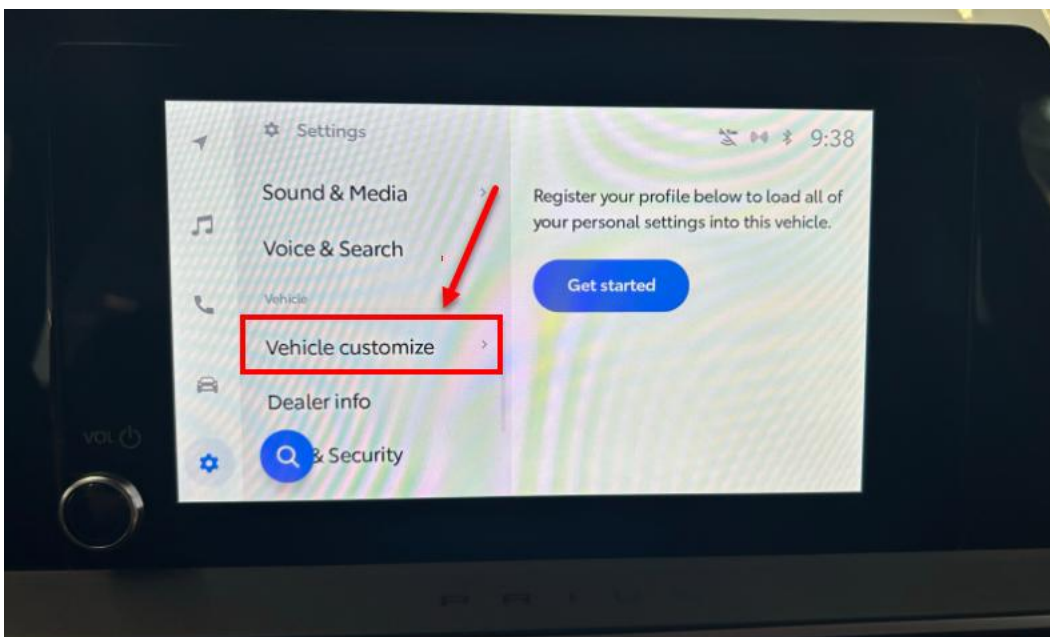 Settings
9:38
Sound & Media
Voice & Search
Vehicle
Vehicle customize
Dealer info
& Security
Register your profile below to load all of
your personal settings into this vehicle.
Get started
VOL